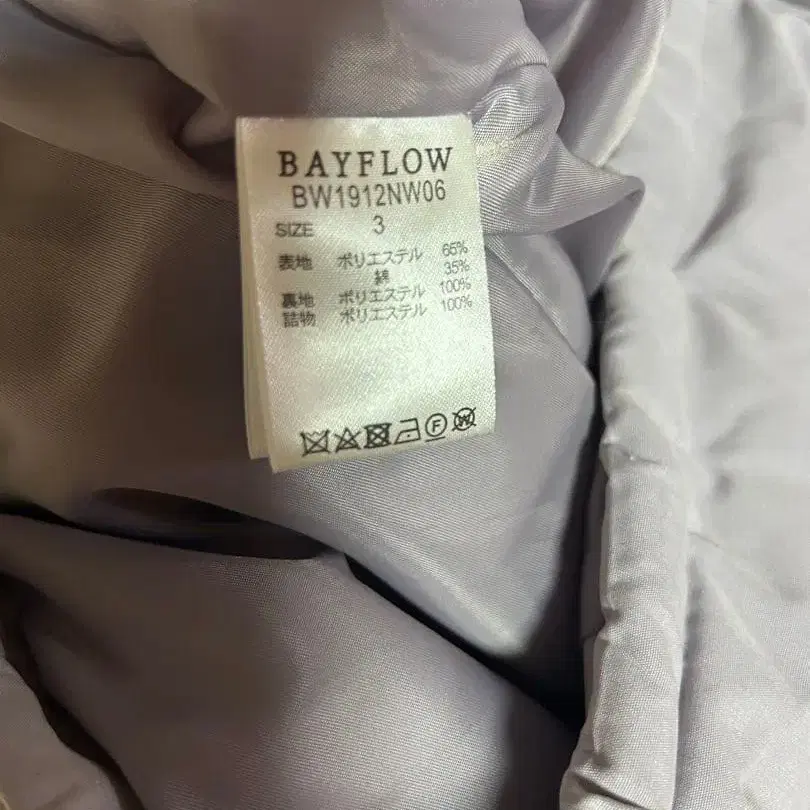 BAYFLOW
BW1912NW06
SIZE 3
表地 ポリエステル 65%
綿 35%
裏地 ポリエステル 100%
詰物 ポリエステル 100%
F W